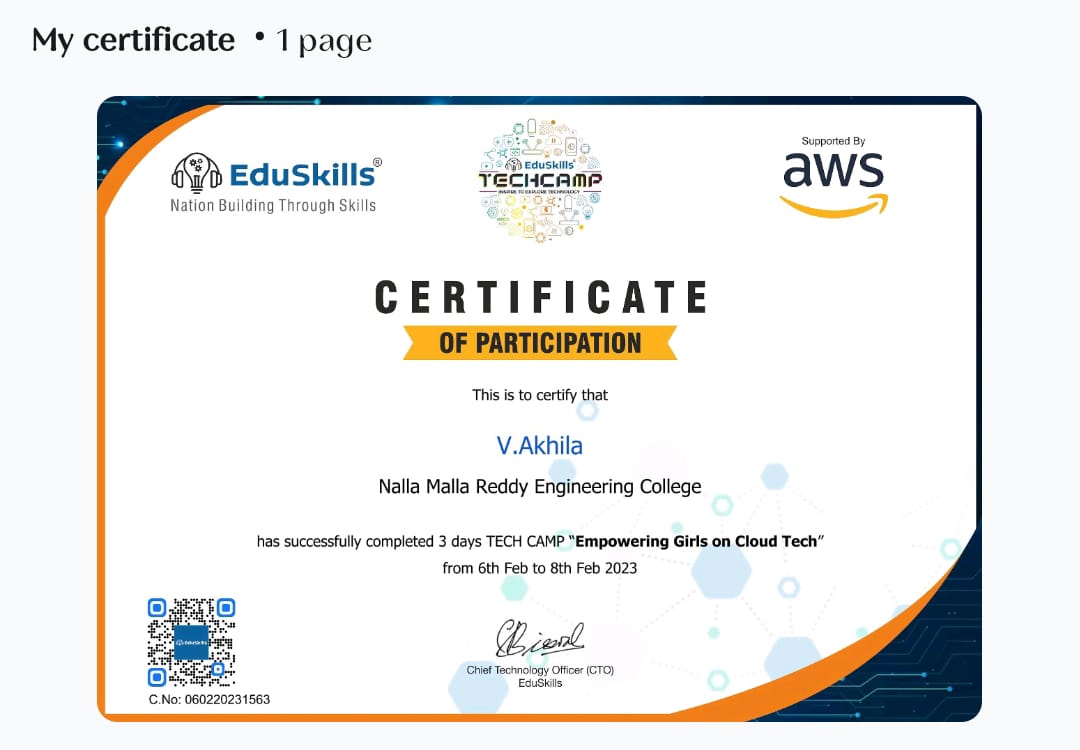 My certificate • 1 page
EduSkills®
Nation Building Through Skills
EduSkills
TECHCAMP
INSPIRE TO EXPLORE TECHNOLOGY
Supported By
aws
CERTIFICATE
OF PARTICIPATION
This is to certify that
V.Akhila
Nalla Malla Reddy Engineering College
has successfully completed 3 days TECH CAMP “Empowering Girls on Cloud Tech”
from 6th Feb to 8th Feb 2023
EduSkills
Chief Technology Officer (CTO)
EduSkills
C.No: 060220231563